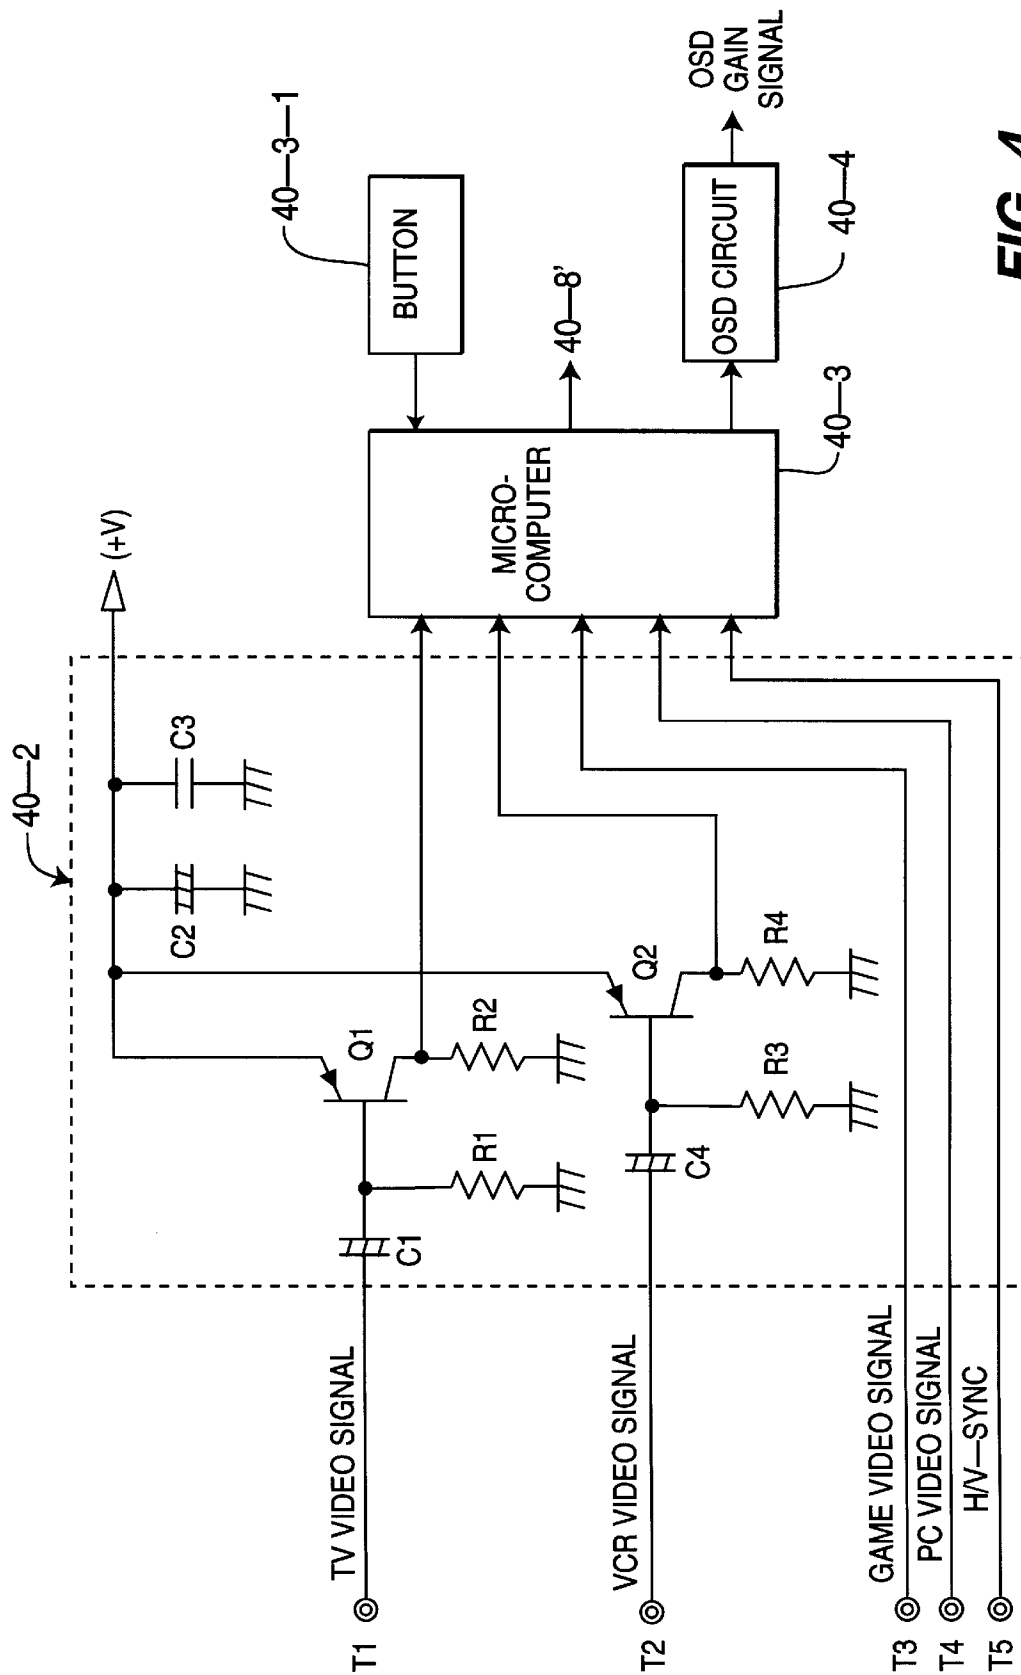 40—2
(+V)
C2
C3
Q1
R2
R1
C1
Q2
R4
R3
C4
T1
TV VIDEO SIGNAL
T2
VCR VIDEO SIGNAL
T3
GAME VIDEO SIGNAL
T4
PC VIDEO SIGNAL
T5
H/V—SYNC
MICRO-
COMPUTER
40—3
BUTTON
40—3—1
40—8'
OSD CIRCUIT
40—4
OSD
GAIN
SIGNAL
FIG. 4